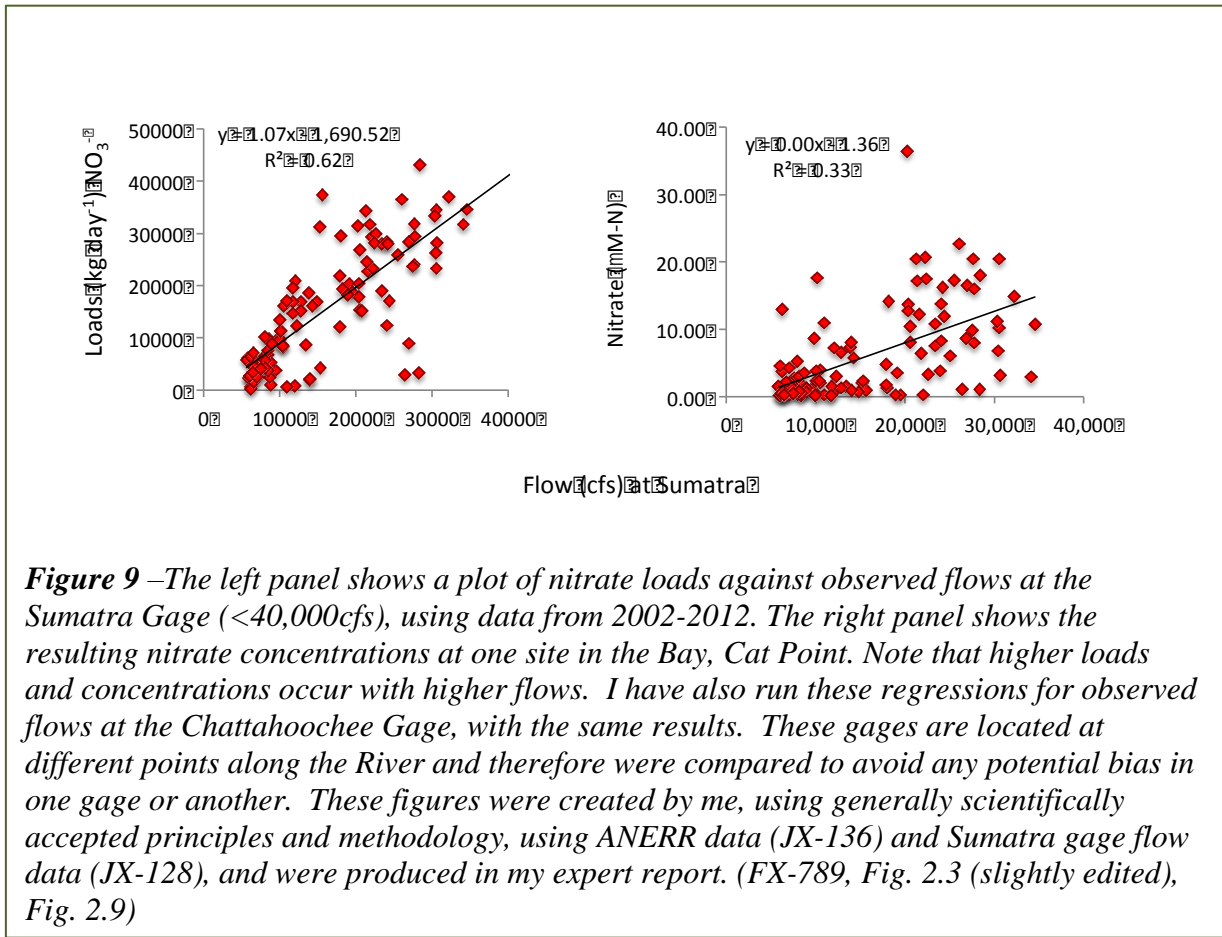 Loads (kg day-1) NO3-
50000
40000
30000
20000
10000
0
y = 1.07x - 1,690.52
R² = 0.62
0 10000 20000 30000 40000
Nitrate (mM-N)
40.00
30.00
20.00
10.00
0.00
y = 0.00x - 1.36
R² = 0.33
0 10,000 20,000 30,000 40,000
Flow (cfs) at Sumatra
Figure 9 –The left panel shows a plot of nitrate loads against observed flows at the
Sumatra Gage (<40,000cfs), using data from 2002-2012. The right panel shows the
resulting nitrate concentrations at one site in the Bay, Cat Point. Note that higher loads
and concentrations occur with higher flows. I have also run these regressions for observed
flows at the Chattahoochee Gage, with the same results. These gages are located at
different points along the River and therefore were compared to avoid any potential bias in
one gage or another. These figures were created by me, using generally scientifically
accepted principles and methodology, using ANERR data (JX-136) and Sumatra gage flow
data (JX-128), and were produced in my expert report. (FX-789, Fig. 2.3 (slightly edited),
Fig. 2.9)